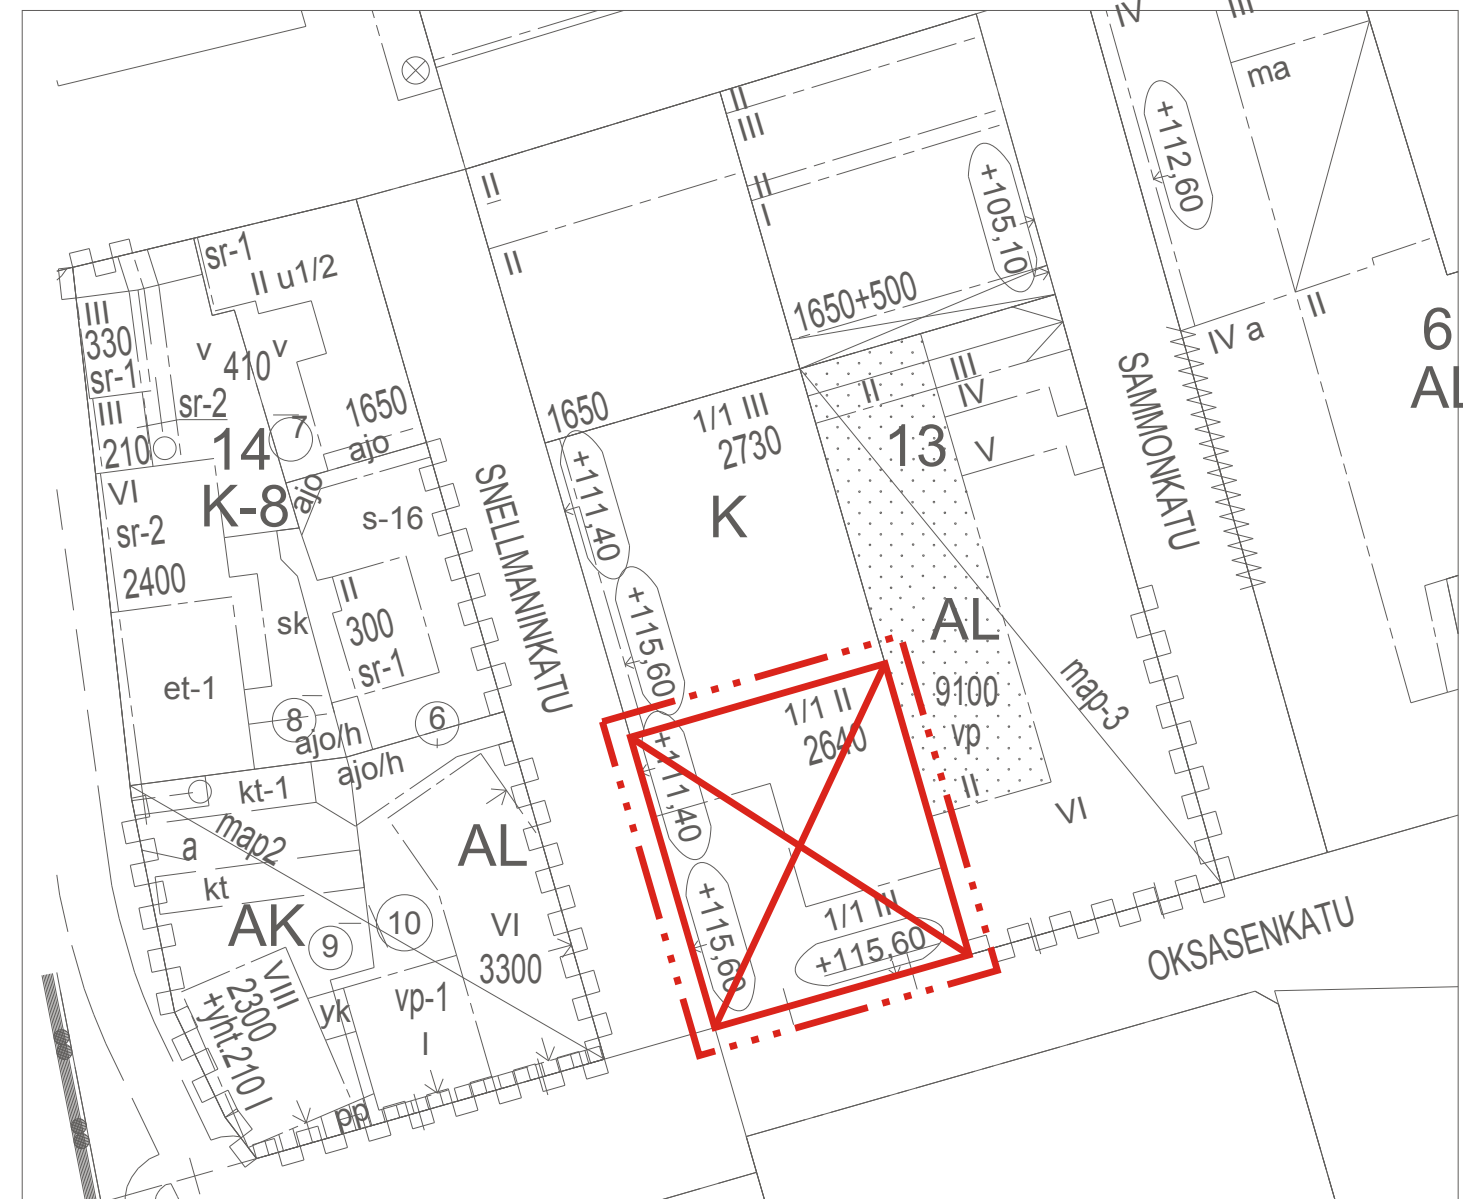 IV
III
ma
+112,60
II
III
II
I
+105,10
II
II
1650+500
sr-1
II u1/2
III
330
sr-1
v
410
v
III
210
sr-2
14
7
K-8
1650
ajo
ajo
VI
sr-2
2400
s-16
sk
II
300
sr-1
et-1
8
ajo/h
6
ajo/h
kt-1
map2
a
kt
AK
9
10
AL
VI
3300
VIII
2300
+yht.210 I
yk
vp-1
I
pp
SNELLMANINKATU
1650
+111,40
+115,60
1/1 III
2730
K
II
III
IV
V
13
AL
9100
vp
II
VI
map-3
SAMMONKATU
IV a
II
6
AL
1/1 II
2640
+111,40
+115,60
1/1 III
+115,60
OKSASENKATU